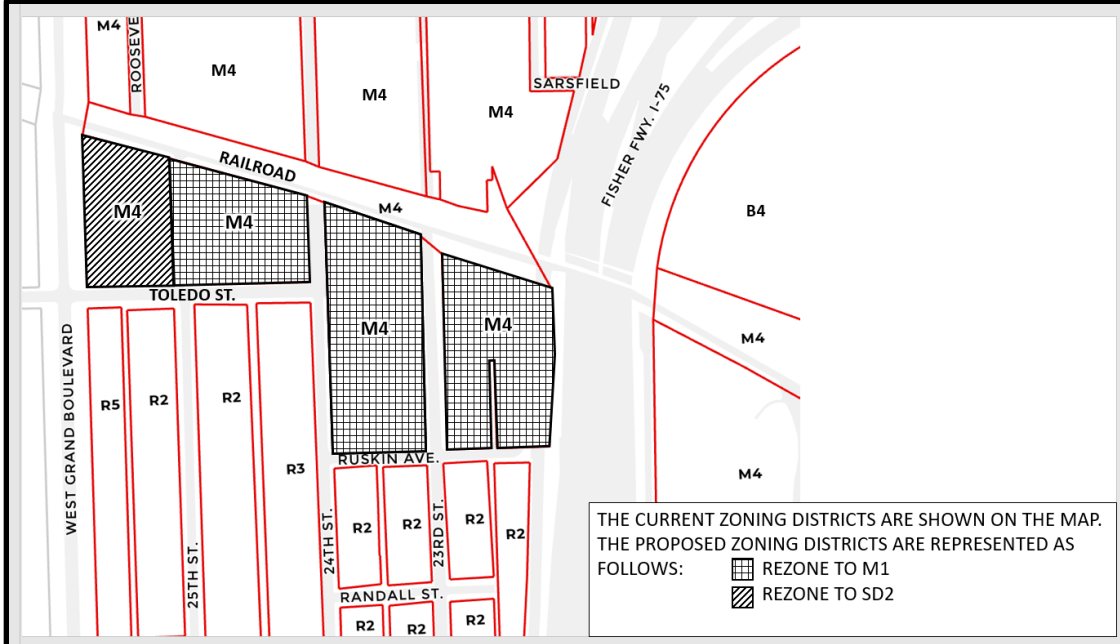 M4
ROOSEVE
M4
M4
M4
SARSFIELD
FISHER FWY. I-75
RAILROAD
M4
M4
M4
B4
TOLEDO ST.
M4
M4
M4
WEST GRAND BOULEVARD
R5
R2
R2
R3
RUSKIN AVE.
M4
25TH ST.
24TH ST.
R2
R2
23RD ST.
R2
R2
RANDALL ST.
R2
R2
R2
THE CURRENT ZONING DISTRICTS ARE SHOWN ON THE MAP.
THE PROPOSED ZONING DISTRICTS ARE REPRESENTED AS
FOLLOWS: REZONE TO M1
REZONE TO SD2